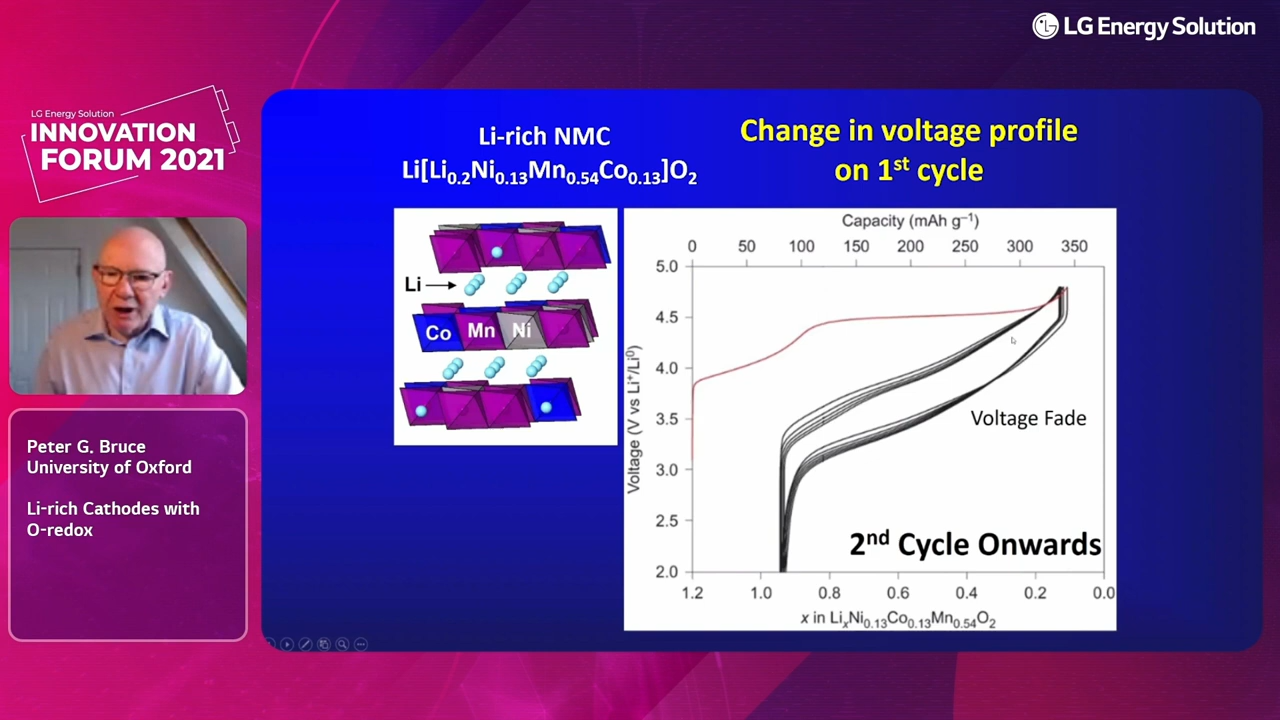 LG Energy Solution
LG Energy Solution
INNOVATION
FORUM 2021
Peter G. Bruce
University of Oxford
Li-rich Cathodes with
O-redox
Li-rich NMC
Li[Li0.2Ni0.13Mn0.54Co0.13]O2
Change in voltage profile
on 1st cycle
Li
Co Mn Ni
Capacity (mAh g–1)
0 50 100 150 200 250 300 350
Voltage (V vs Li+/Li0)
5.0
4.5
4.0
3.5
3.0
2.5
2.0
Voltage Fade
2nd Cycle Onwards
1.2 1.0 0.8 0.6 0.4 0.2 0.0
x in LixNi0.13Co0.13Mn0.54O2